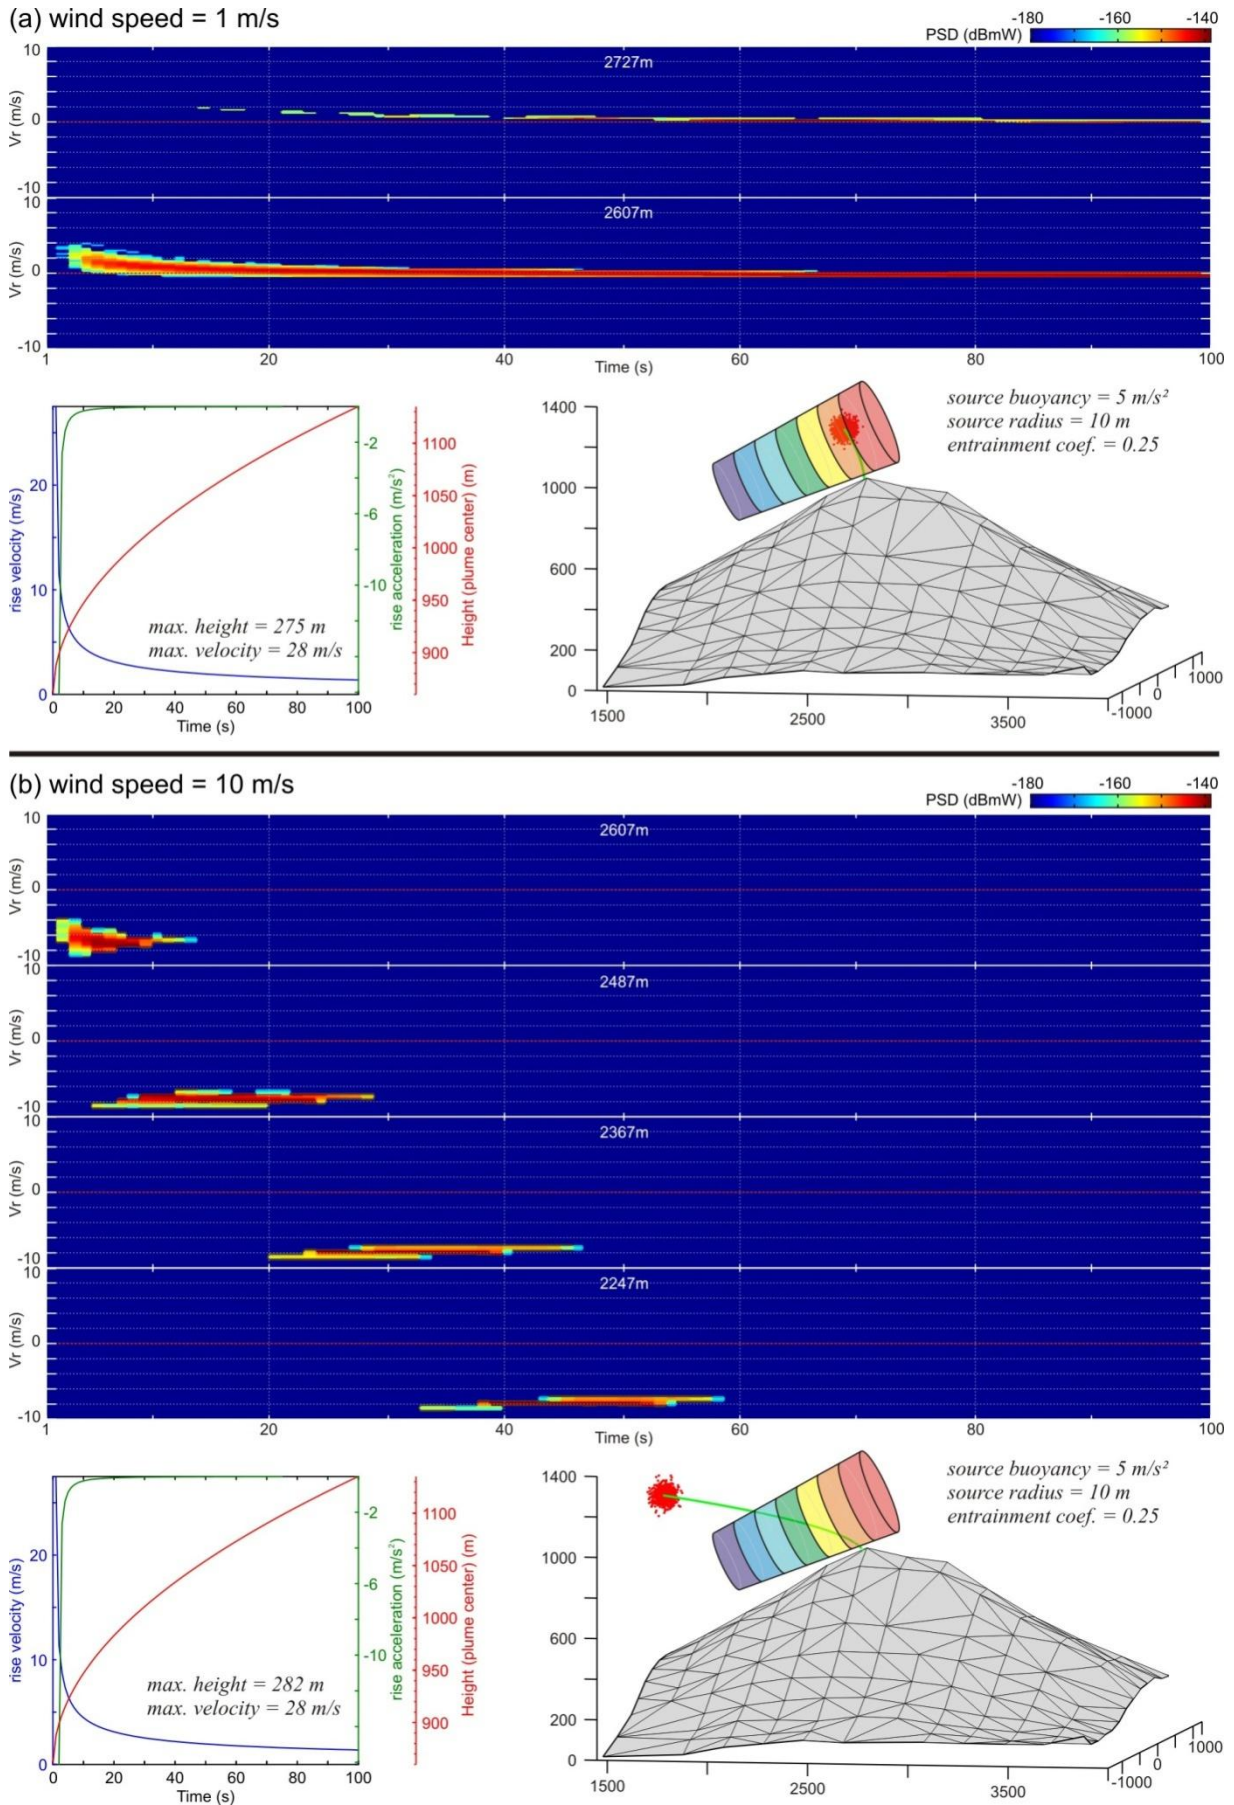 (a) wind speed = 1 m/s
-180 -160 -140
PSD (dBmW)
10
2727m
Vr (m/s)
0
-10
10
2607m
Vr (m/s)
0
-10
1 20 40 60 80 100
Time (s)
rise velocity (m/s)
20
10
0
-2
-6
-10
rise acceleration (m/s²)
1100
1050
1000
950
900
Height (plume center) (m)
max. height = 275 m
max. velocity = 28 m/s
0 20 40 60 80 100
Time (s)
source buoyancy = 5 m/s²
source radius = 10 m
entrainment coef. = 0.25
1400
1000
600
200
0
1500 2500 3500
-1000 0 1000
(b) wind speed = 10 m/s
-180 -160 -140
PSD (dBmW)
10
2607m
Vr (m/s)
0
-10
10
2487m
Vr (m/s)
0
-10
10
2367m
Vr (m/s)
0
-10
10
2247m
Vr (m/s)
0
-10
1 20 40 60 80 100
Time (s)
rise velocity (m/s)
20
10
0
-2
-6
-10
rise acceleration (m/s²)
1100
1050
1000
950
900
Height (plume center) (m)
max. height = 282 m
max. velocity = 28 m/s
0 20 40 60 80 100
Time (s)
source buoyancy = 5 m/s²
source radius = 10 m
entrainment coef. = 0.25
1400
1000
600
200
0
1500 2500 3500
-1000 0 1000